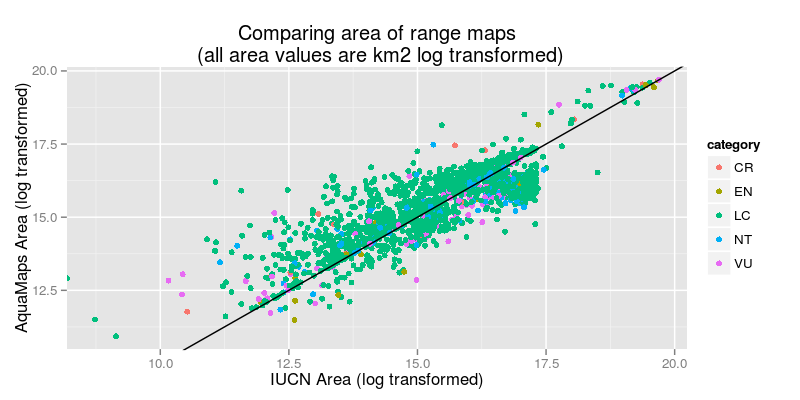 Comparing area of range maps
(all area values are km2 log transformed)
AquaMaps Area (log transformed)
20.0
17.5
15.0
12.5
10.0
12.5
15.0
17.5
20.0
IUCN Area (log transformed)
category
CR
EN
LC
NT
VU